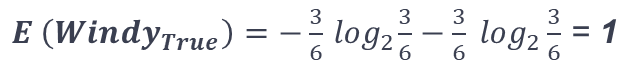 E (Windy_True) = − 3/6 log₂ 3/6 − 3/6 log₂ 3/6 = 1